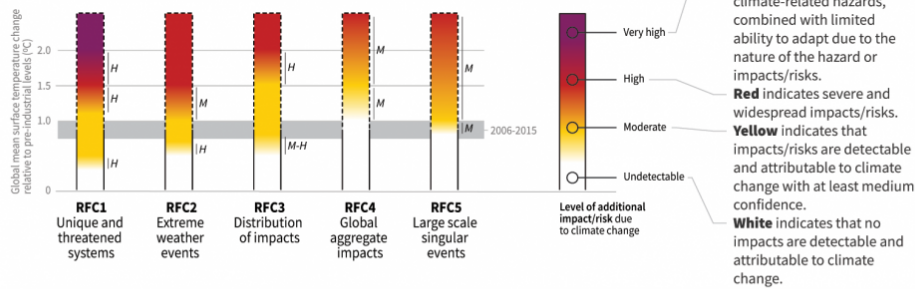 Global mean surface temperature change
relative to pre-industrial levels (°C)
2.0
1.5
1.0
0
H
H
H
M
H
H
M-H
M
M
M
M
2006-2015
RFC1
Unique and
threatened
systems
RFC2
Extreme
weather
events
RFC3
Distribution
of impacts
RFC4
Global
aggregate
impacts
RFC5
Large scale
singular
events
Very high
High
Moderate
Undetectable
Level of additional
impact/risk due
to climate change
climate-related hazards,
combined with limited
ability to adapt due to the
nature of the hazard or
impacts/risks.
Red indicates severe and
widespread impacts/risks.
Yellow indicates that
impacts/risks are detectable
and attributable to climate
change with at least medium
confidence.
White indicates that no
impacts are detectable and
attributable to climate
change.